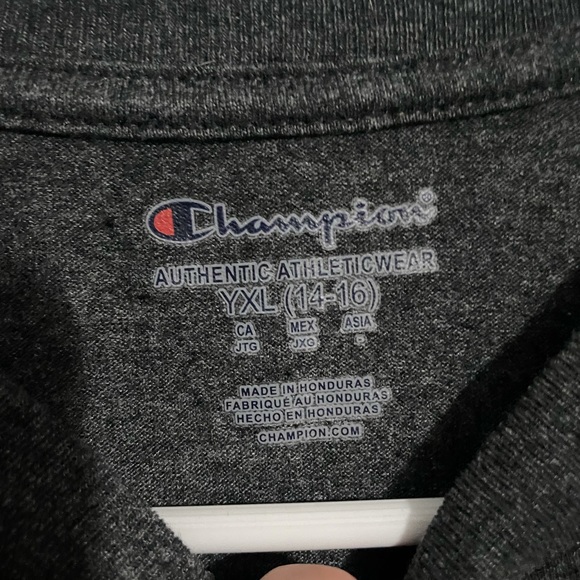 Champion®
AUTHENTIC ATHLETICWEAR
YXL (14-16)
CA MEX ASIA
JTG JXG
MADE IN HONDURAS
FABRIQUÉ AU HONDURAS
HECHO EN HONDURAS
CHAMPION.COM